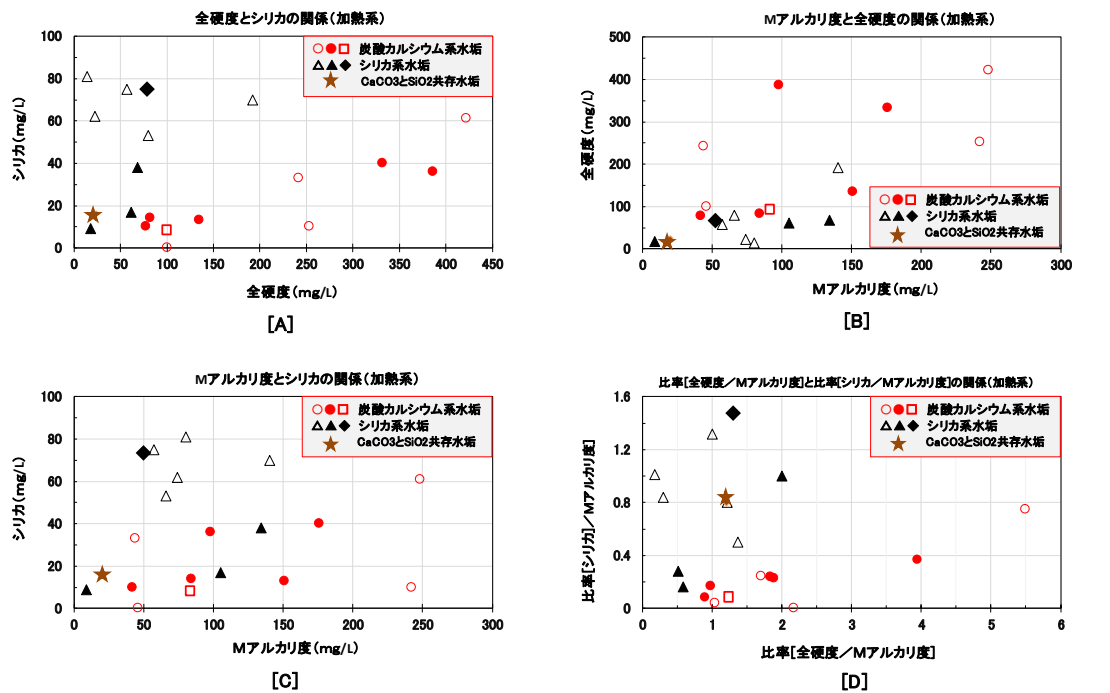 全硬度とシリカの関係(加熱系)
100
80
60
40
20
0
シリカ(mg/L)
炭酸カルシウム系水垢
シリカ系水垢
CaCO3とSiO2共存水垢
0 50 100 150 200 250 300 350 400 450
全硬度(mg/L)
[A]
Mアルカリ度と全硬度の関係(加熱系)
500
400
300
200
100
0
全硬度(mg/L)
炭酸カルシウム系水垢
シリカ系水垢
CaCO3とSiO2共存水垢
0 50 100 150 200 250 300
Mアルカリ度(mg/L)
[B]
Mアルカリ度とシリカの関係(加熱系)
100
80
60
40
20
0
シリカ(mg/L)
炭酸カルシウム系水垢
シリカ系水垢
CaCO3とSiO2共存水垢
0 50 100 150 200 250 300
Mアルカリ度(mg/L)
[C]
比率[全硬度/Mアルカリ度]と比率[シリカ/Mアルカリ度]の関係(加熱系)
1.6
1.2
0.8
0.4
0
比率[シリカ]/Mアルカリ度]
炭酸カルシウム系水垢
シリカ系水垢
CaCO3とSiO2共存水垢
0 1 2 3 4 5 6
比率[全硬度/Mアルカリ度]
[D]